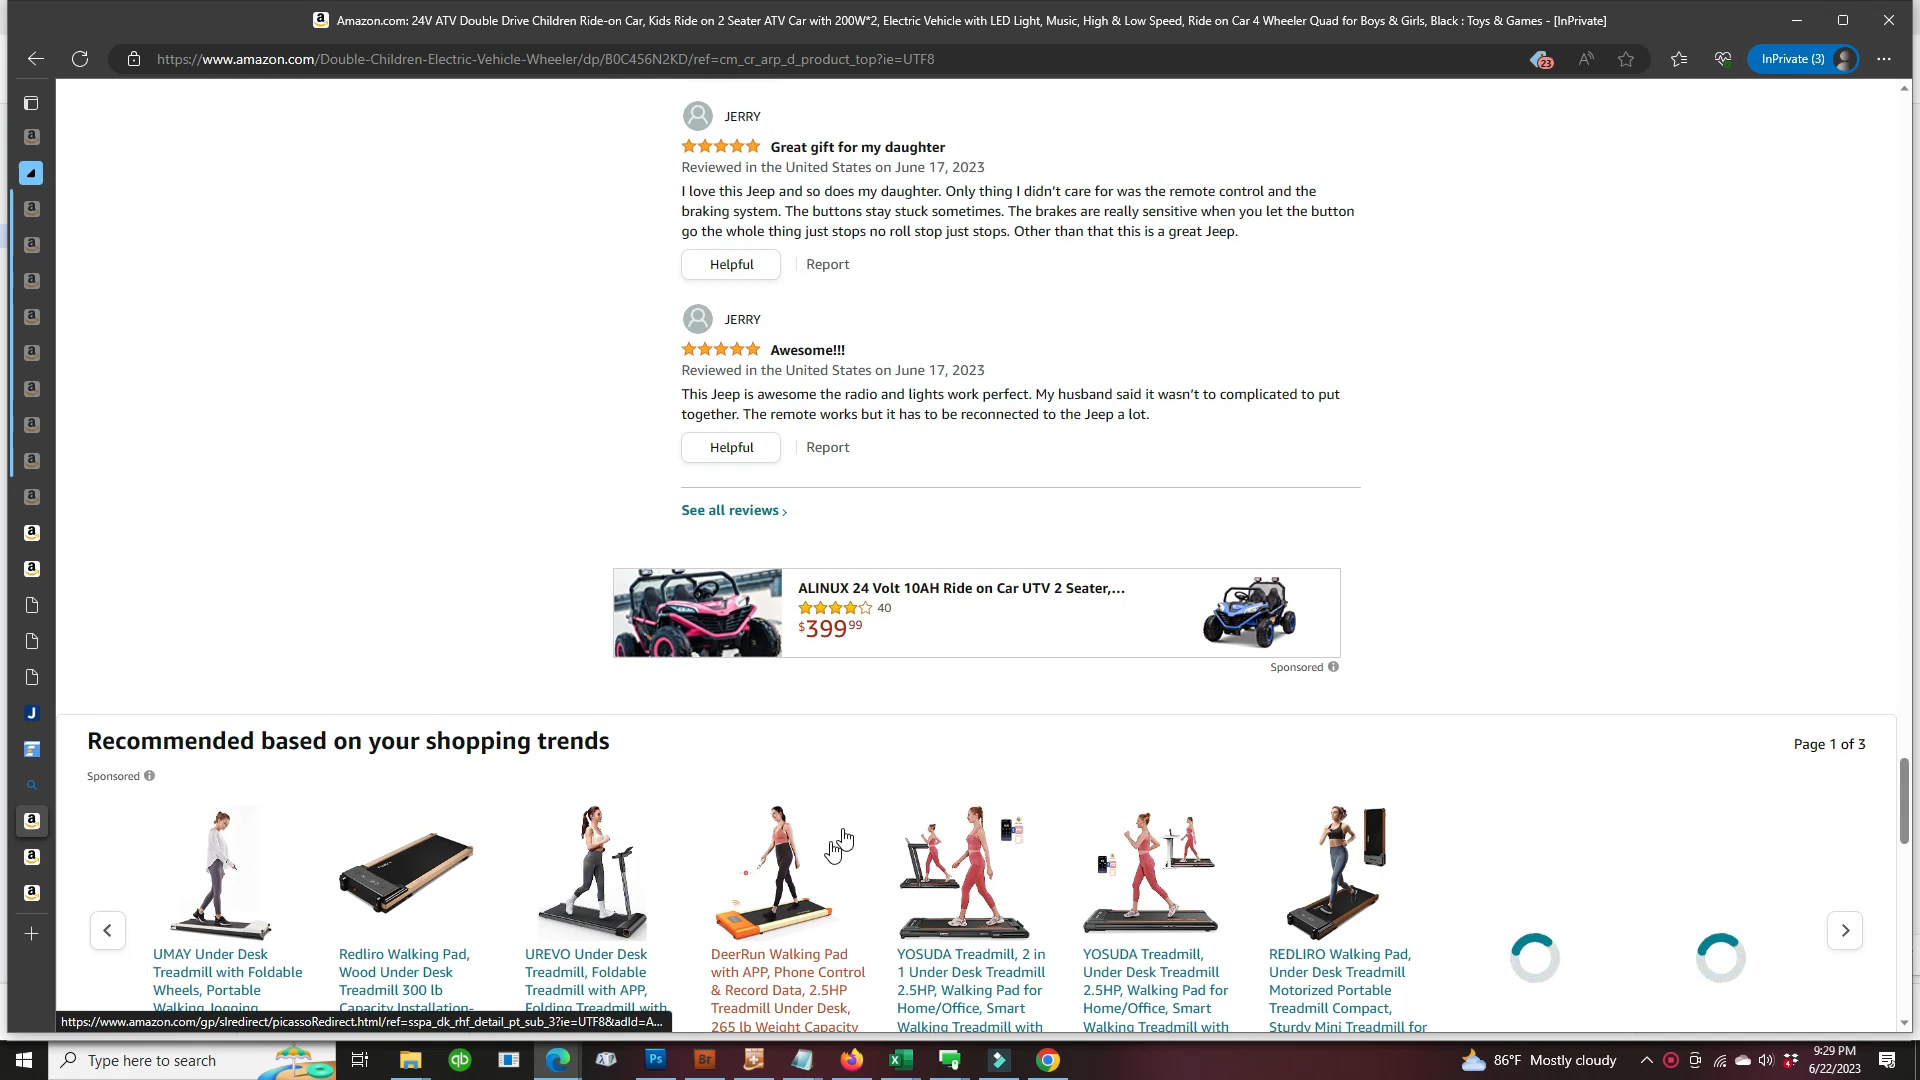 Amazon.com: 24V ATV Double Drive Children Ride-on Car, Kids Ride on 2 Seater ATV Car with 200W*2, Electric Vehicle with LED Light, Music, High & Low Speed, Ride on Car 4 Wheeler Quad for Boys & Girls, Black : Toys & Games - [InPrivate]
https://www.amazon.com/Double-Children-Electric-Vehicle-Wheeler/dp/B0C456N2KD/ref=cm_cr_arp_d_product_top?ie=UTF8
23
InPrivate (3)
JERRY
Great gift for my daughter
Reviewed in the United States on June 17, 2023
I love this Jeep and so does my daughter. Only thing I didn’t care for was the remote control and the
braking system. The buttons stay stuck sometimes. The brakes are really sensitive when you let the button
go the whole thing just stops no roll stop just stops. Other than that this is a great Jeep.
Helpful
Report
JERRY
Awesome!!!
Reviewed in the United States on June 17, 2023
This Jeep is awesome the radio and lights work perfect. My husband said it wasn’t to complicated to put
together. The remote works but it has to be reconnected to the Jeep a lot.
Helpful
Report
See all reviews ›
ALINUX 24 Volt 10AH Ride on Car UTV 2 Seater,...
40
$399 99
Sponsored
Recommended based on your shopping trends
Page 1 of 3
Sponsored
UMAY Under Desk
Treadmill with Foldable
Wheels, Portable
Walking Jogging
Redliro Walking Pad,
Wood Under Desk
Treadmill 300 lb
Capacity Installation-
UREVO Under Desk
Treadmill, Foldable
Treadmill with APP,
Folding Treadmill with
DeerRun Walking Pad
with APP, Phone Control
& Record Data, 2.5HP
Treadmill Under Desk,
265 lb Weight Capacity
YOSUDA Treadmill, 2 in
1 Under Desk Treadmill
2.5HP, Walking Pad for
Home/Office, Smart
Walking Treadmill with
YOSUDA Treadmill,
Under Desk Treadmill
2.5HP, Walking Pad for
Home/Office, Smart
Walking Treadmill with
REDLIRO Walking Pad,
Under Desk Treadmill
Motorized Portable
Treadmill Compact,
Sturdy Mini Treadmill for
https://www.amazon.com/gp/slredirect/picassoRedirect.html/ref=sspa_dk_rhf_detail_pt_sub_3?ie=UTF8&adId=A...
Type here to search
Ps
Br
86°F Mostly cloudy
9:29 PM
6/22/2023